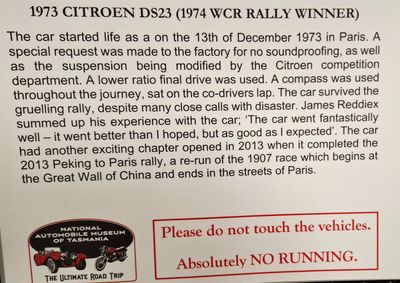 1973 CITROEN DS23 (1974 WCR RALLY WINNER)
The car started life as a on the 13th of December 1973 in Paris. A
special request was made to the factory for no soundproofing, as well
as the suspension being modified by the Citroen competition
department. A lower ratio final drive was used. A compass was used
throughout the journey, sat on the co-drivers lap. The car survived the
gruelling rally, despite many close calls with disaster. James Reddiex
summed up his experience with the car; ‘The car went fantastically
well – it went better than I hoped, but as good as I expected’. The car
had another exciting chapter opened in 2013 when it completed the
2013 Peking to Paris rally, a re-run of the 1907 race which begins at
the Great Wall of China and ends in the streets of Paris.
NATIONAL
AUTOMOBILE MUSEUM
OF TASMANIA
THE ULTIMATE ROAD TRIP
Please do not touch the vehicles.
Absolutely NO RUNNING.